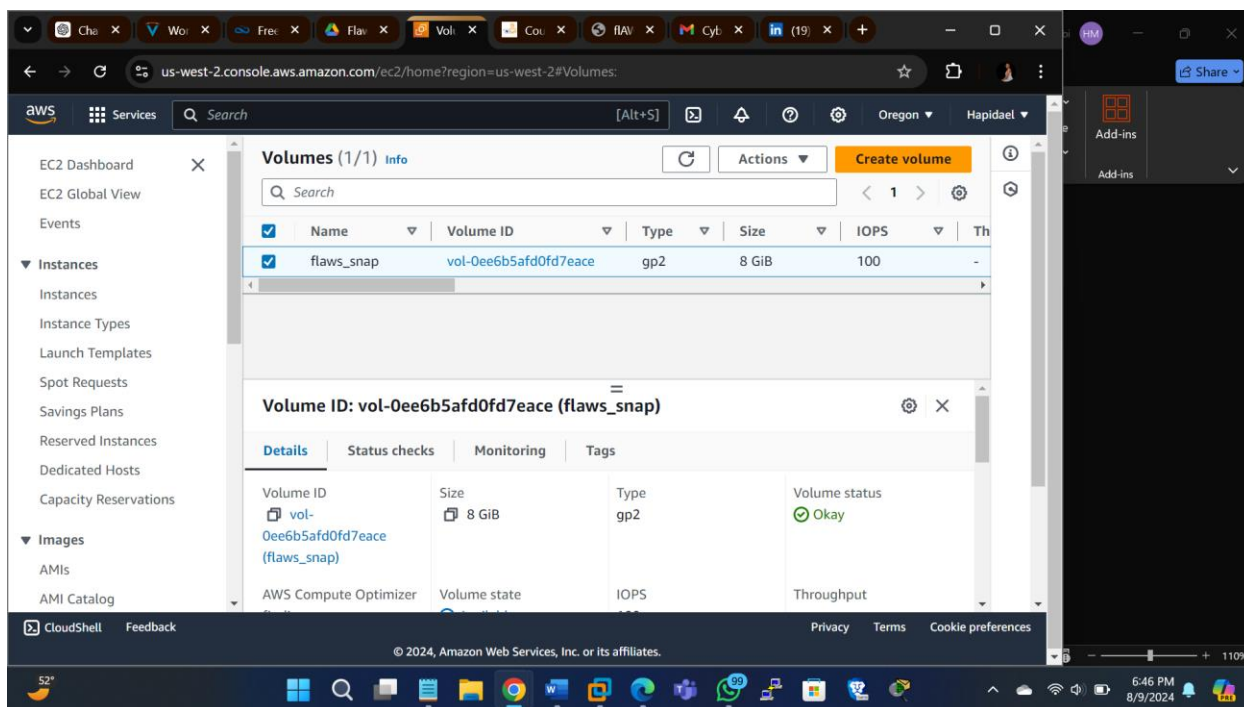 Cha
Wor
Free
Flav
Volu
Cou
flAV
Cyb
(19)
us-west-2.console.aws.amazon.com/ec2/home?region=us-west-2#Volumes:
HM
Share
aws
Services
Search
[Alt+S]
Oregon
Hapidael
Add-ins
Add-ins
EC2 Dashboard
EC2 Global View
Events
Instances
Instances
Instance Types
Launch Templates
Spot Requests
Savings Plans
Reserved Instances
Dedicated Hosts
Capacity Reservations
Images
AMIs
AMI Catalog
Volumes (1/1) Info
Actions
Create volume
Search
1
Name Volume ID Type Size IOPS Th
flaws_snap vol-0ee6b5afd0fd7eace gp2 8 GiB 100 -
Volume ID: vol-0ee6b5afd0fd7eace (flaws_snap)
Details Status checks Monitoring Tags
Volume ID Size Type Volume status
vol- 8 GiB gp2 Okay
0ee6b5afd0fd7eace
(flaws_snap)
AWS Compute Optimizer Volume state IOPS Throughput
CloudShell Feedback
Privacy Terms Cookie preferences
© 2024, Amazon Web Services, Inc. or its affiliates.
110%
52°
99
6:46 PM
8/9/2024